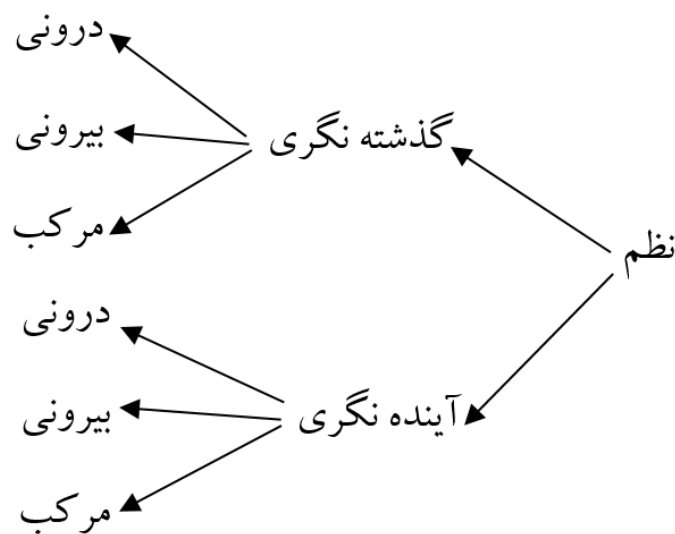 نظم
گذشته نگری
درونی
بیرونی
مرکب
آینده نگری
درونی
بیرونی
مرکب